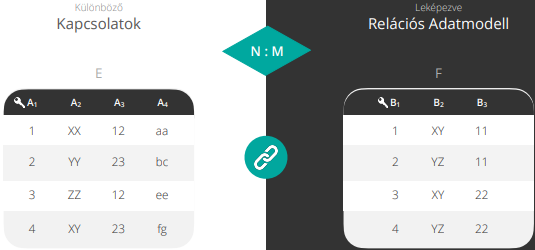 Különböző
Kapcsolatok
Leképezve
Relációs Adatmodell
N : M
E
A1 A2 A3 A4
1 XX 12 aa
2 YY 23 bc
3 ZZ 12 ee
4 XY 23 fg
F
B1 B2 B3
1 XY 11
2 YZ 11
3 XY 22
4 YZ 22